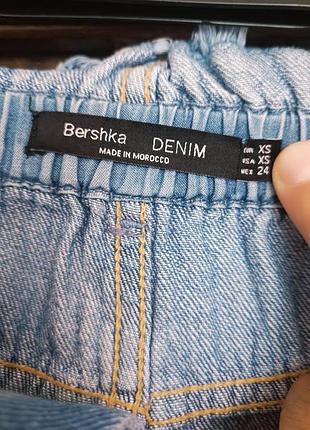 Bershka DENIM
MADE IN MOROCCO
EUR XS
USA XS
MEX 24